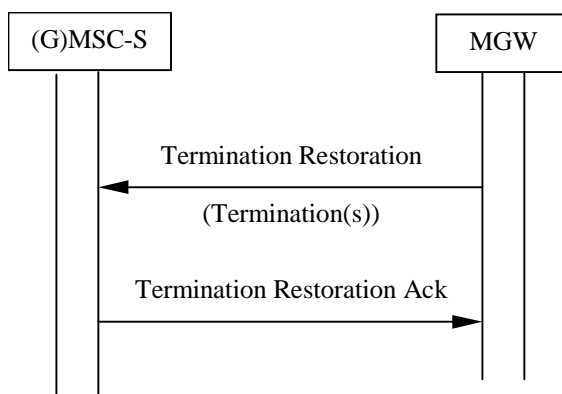 (G)MSC-S
MGW
Termination Restoration
(Termination(s))
Termination Restoration Ack